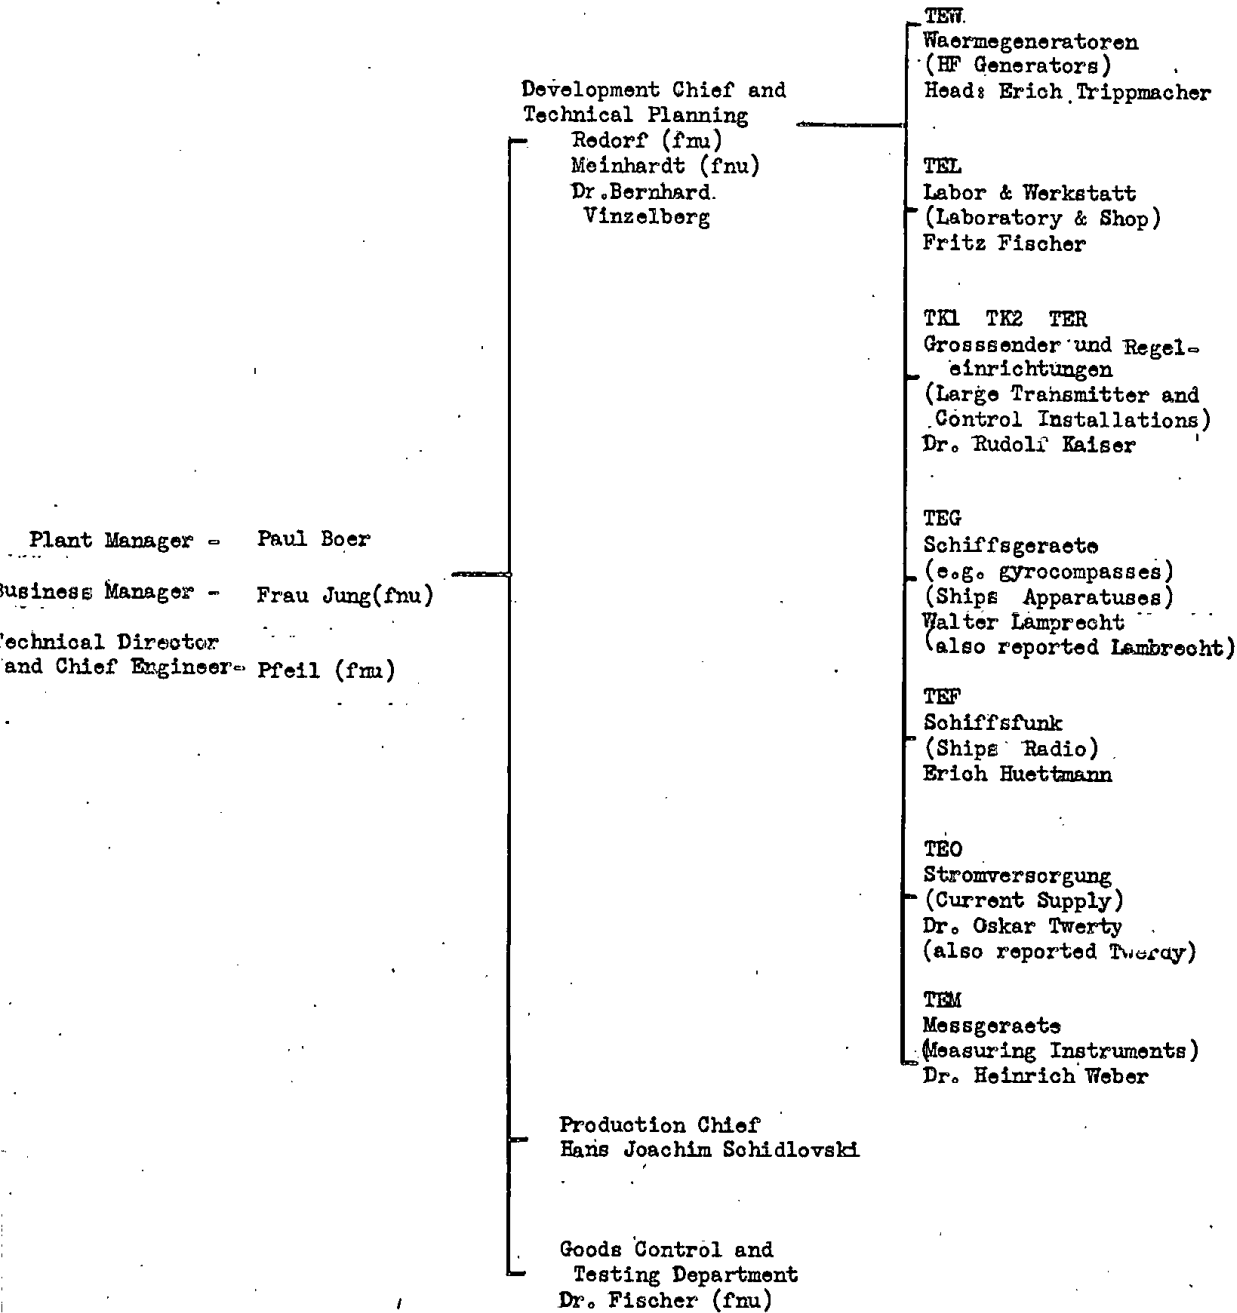 Plant Manager - Paul Boer
Business Manager - Frau Jung(fnu)
Technical Director
and Chief Engineer- Pfeil (fnu)
Development Chief and
Technical Planning
Redorf (fnu)
Meinhardt (fnu)
Dr.Bernhard.
Vinzelberg
Production Chief
Hans Joachim Schidlovski
Goods Control and
Testing Department
Dr. Fischer (fnu)
TEW.
Waermegeneratoren
(HF Generators)
Head: Erich Trippmacher
TEL
Labor & Werkstatt
(Laboratory & Shop)
Fritz Fischer
TK1 TK2 TER
Grosssender und Regel-
einrichtungen
(Large Transmitter and
Control Installations)
Dr. Rudolf Kaiser
TEG
Schiffsgeraete
(e.g. gyrocompasses)
(Ships Apparatuses)
Walter Lamprecht
(also reported Lambrecht)
TEF
Schiffsfunk
(Ships Radio)
Erich Huettmann
TEO
Stromversorgung
(Current Supply)
Dr. Oskar Twerty
(also reported Twerdy)
TEM
Messgeraete
(Measuring Instruments)
Dr. Heinrich Weber